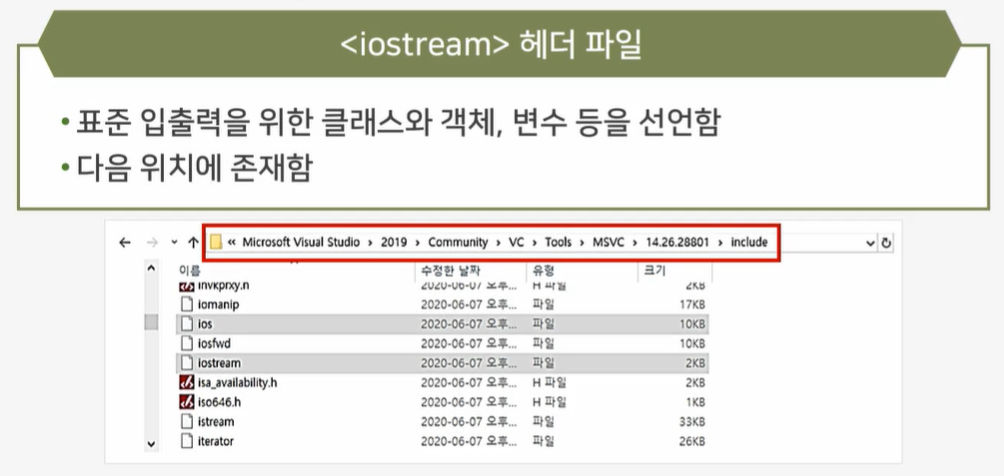 <iostream> 헤더 파일
• 표준 입출력을 위한 클래스와 객체, 변수 등을 선언함
• 다음 위치에 존재함
« Microsoft Visual Studio › 2019 › Community › VC › Tools › MSVC › 14.26.28801 › include
이름 수정한 날짜 유형 크기
invkprxy.h 2020-06-07 오후... H 파일 2KB
iomanip 2020-06-07 오후... 파일 17KB
ios 2020-06-07 오후... 파일 10KB
iosfwd 2020-06-07 오후... 파일 10KB
iostream 2020-06-07 오후... 파일 2KB
isa_availability.h 2020-06-07 오후... H 파일 2KB
iso646.h 2020-06-07 오후... H 파일 1KB
istream 2020-06-07 오후... 파일 33KB
iterator 2020-06-07 오후... 파일 26KB